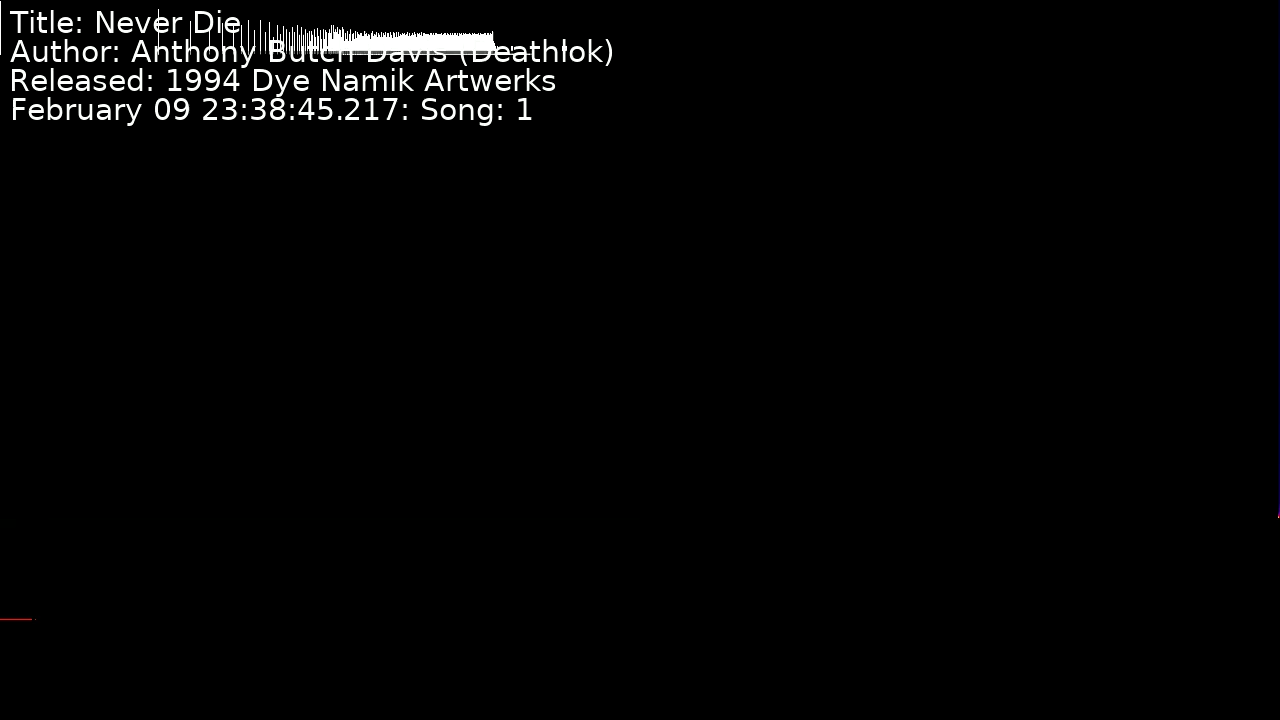 Title: Never Die
Author: Anthony Butch Davis (Deathlok)
Released: 1994 Dye Namik Artwerks
February 09 23:38:45.217: Song: 1